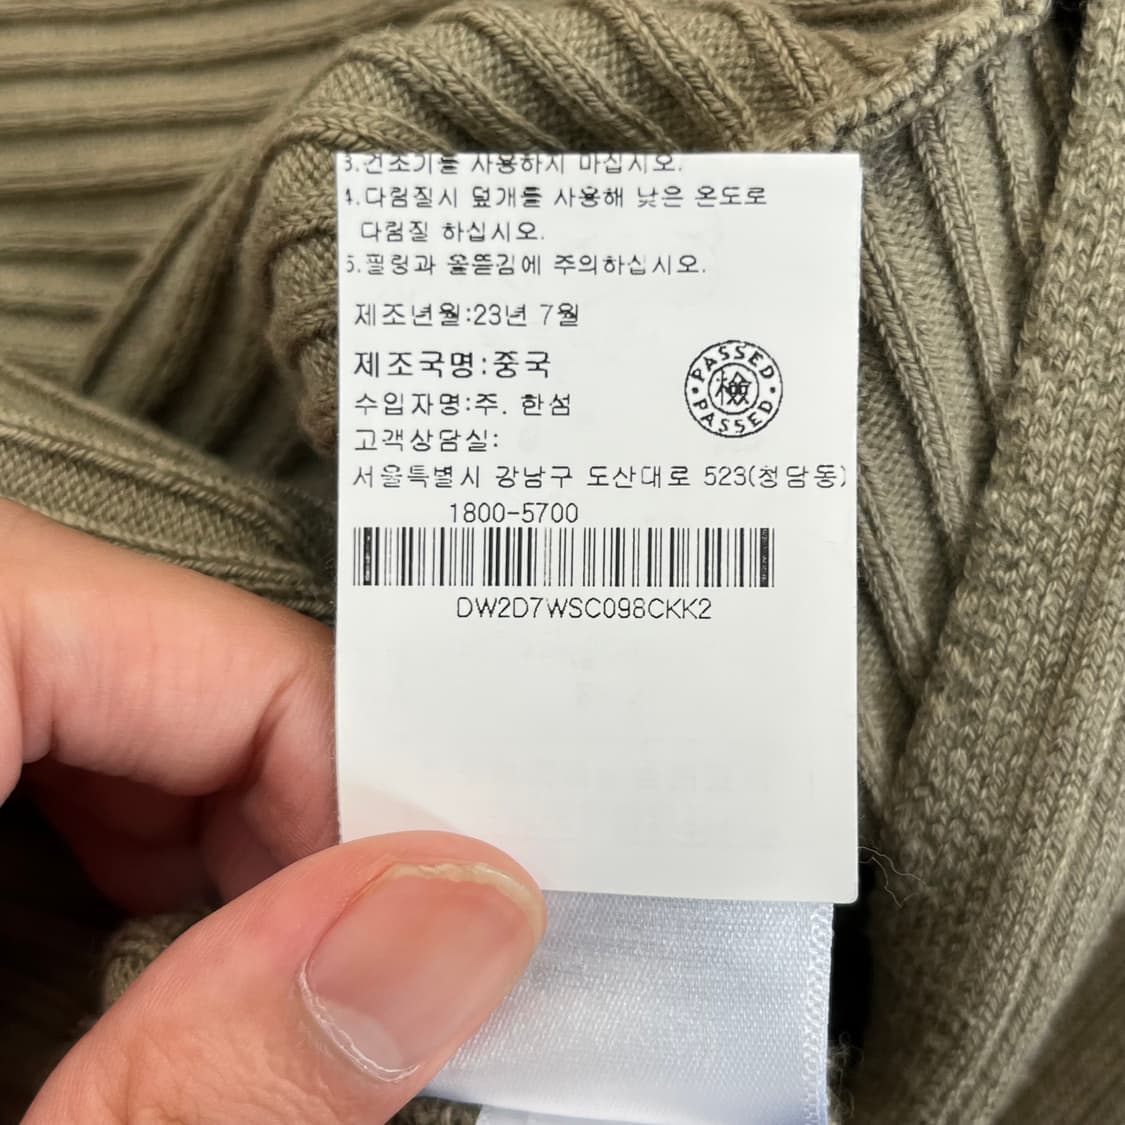 3.건조기를 사용하지 마십시오.
4.다림질시 덮개를 사용해 낮은 온도로
다림질 하십시오.
5.필링과 올뜯김에 주의하십시오.
제조년월:23년 7월
제조국명:중국
PASSED
檢
PASSED
수입자명:주. 한섬
고객상담실:
서울특별시 강남구 도산대로 523(청담동)
1800-5700
DW2D7WSC098CKK2